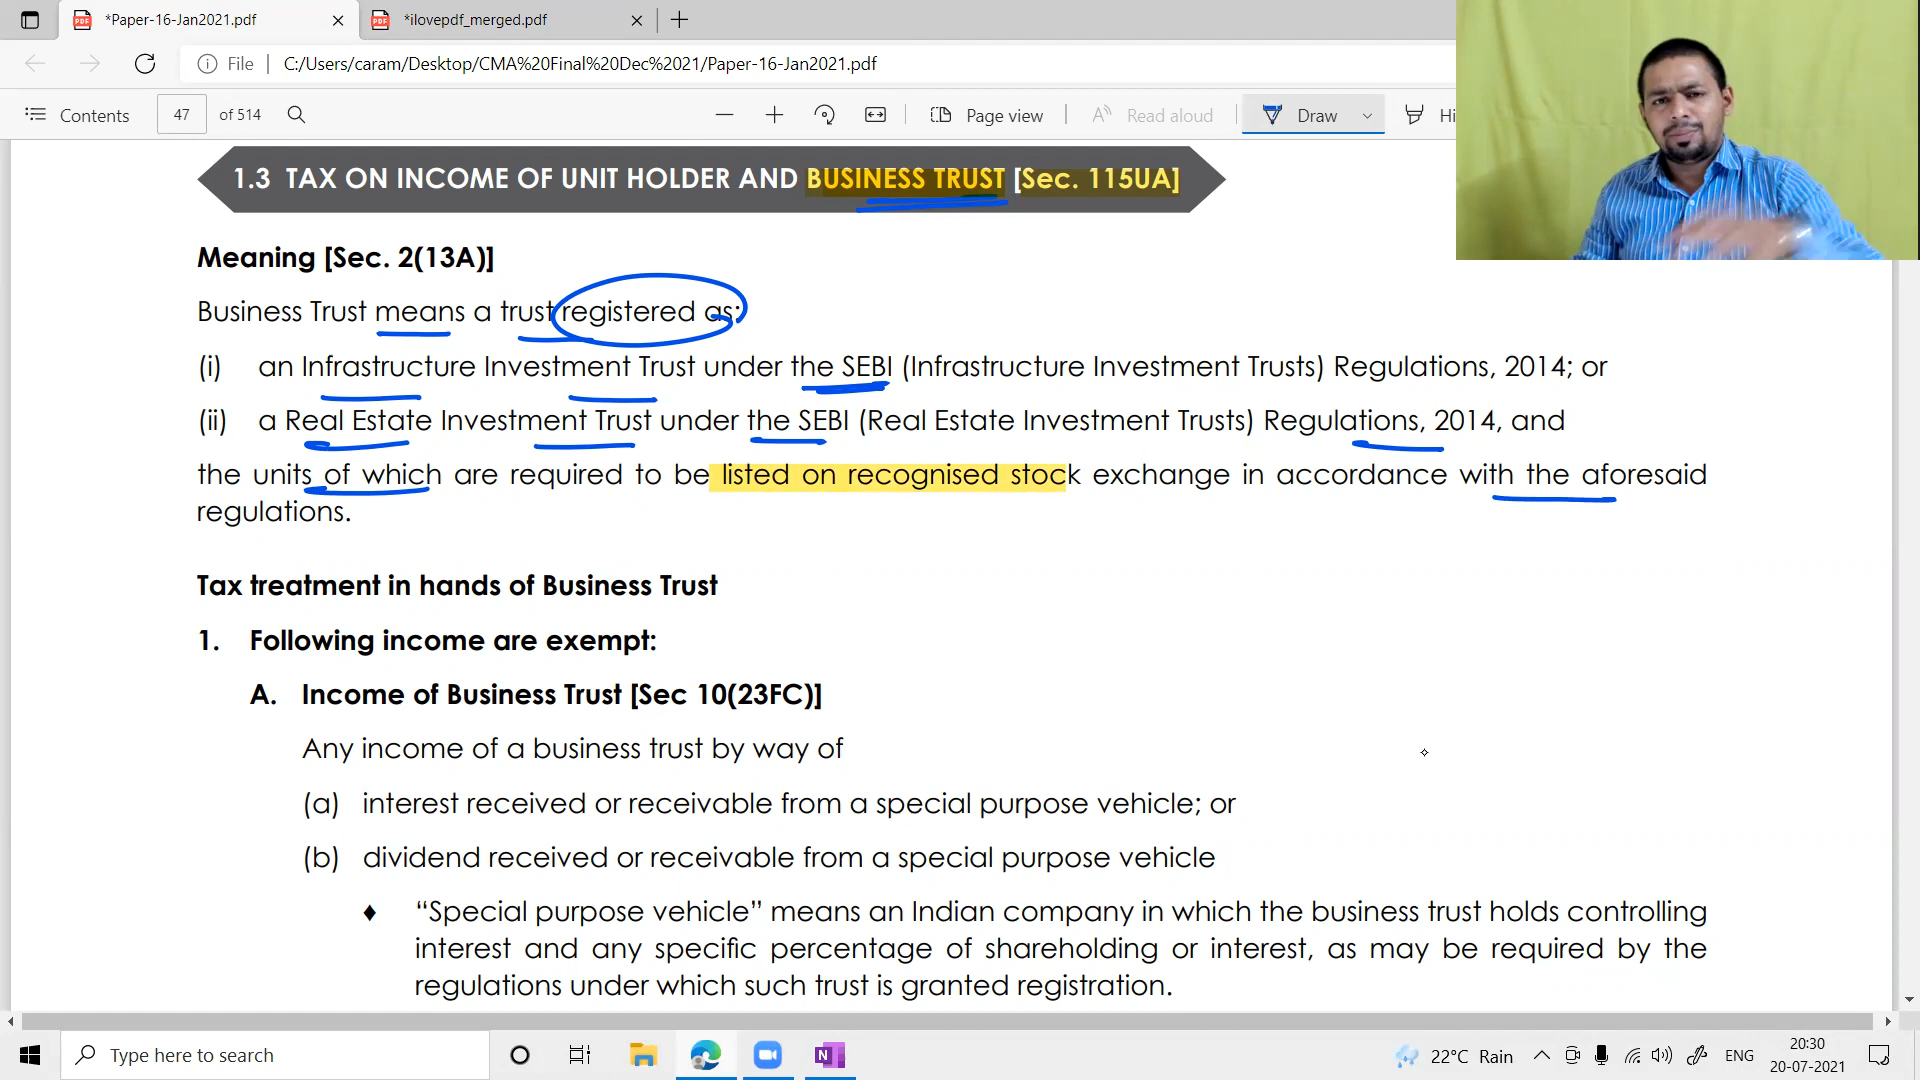 *Paper-16-Jan2021.pdf
*ilovepdf_merged.pdf
File
C:/Users/caram/Desktop/CMA%20Final%20Dec%2021/Paper-16-Jan2021.pdf
Contents
47 of 514
Page view
Read aloud
Draw
Hi
1.3 TAX ON INCOME OF UNIT HOLDER AND BUSINESS TRUST [Sec. 115UA]
Meaning [Sec. 2(13A)]
Business Trust means a trust registered as:
(i) an Infrastructure Investment Trust under the SEBI (Infrastructure Investment Trusts) Regulations, 2014; or
(ii) a Real Estate Investment Trust under the SEBI (Real Estate Investment Trusts) Regulations, 2014, and
the units of which are required to be listed on recognised stock exchange in accordance with the aforesaid
regulations.
Tax treatment in hands of Business Trust
1. Following income are exempt:
A. Income of Business Trust [Sec 10(23FC)]
Any income of a business trust by way of
(a) interest received or receivable from a special purpose vehicle; or
(b) dividend received or receivable from a special purpose vehicle
♦ “Special purpose vehicle” means an Indian company in which the business trust holds controlling
interest and any specific percentage of shareholding or interest, as may be required by the
regulations under which such trust is granted registration.
Type here to search
22°C Rain
ENG
20:30
20-07-2021